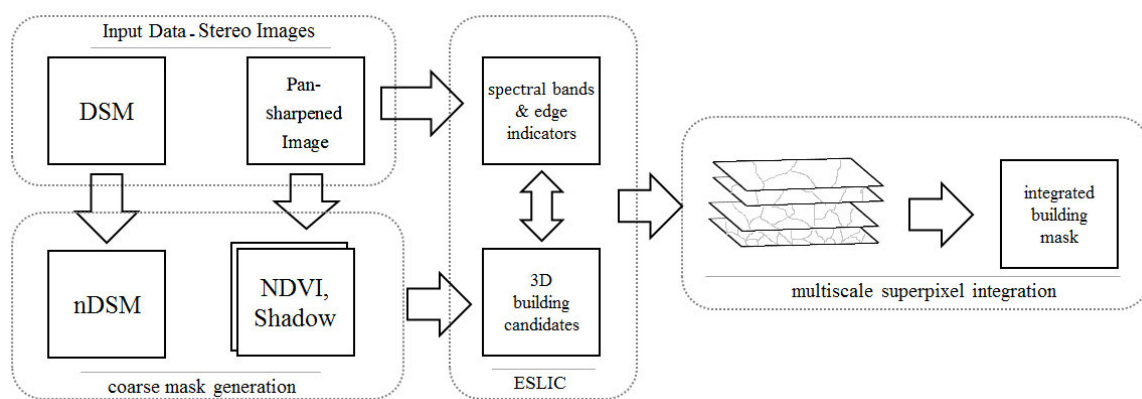 Input Data - Stereo Images
DSM
Pan-
sharpened
Image
nDSM
NDVI,
Shadow
coarse mask generation
spectral bands
& edge
indicators
3D
building
candidates
ESLIC
multiscale superpixel integration
integrated
building
mask